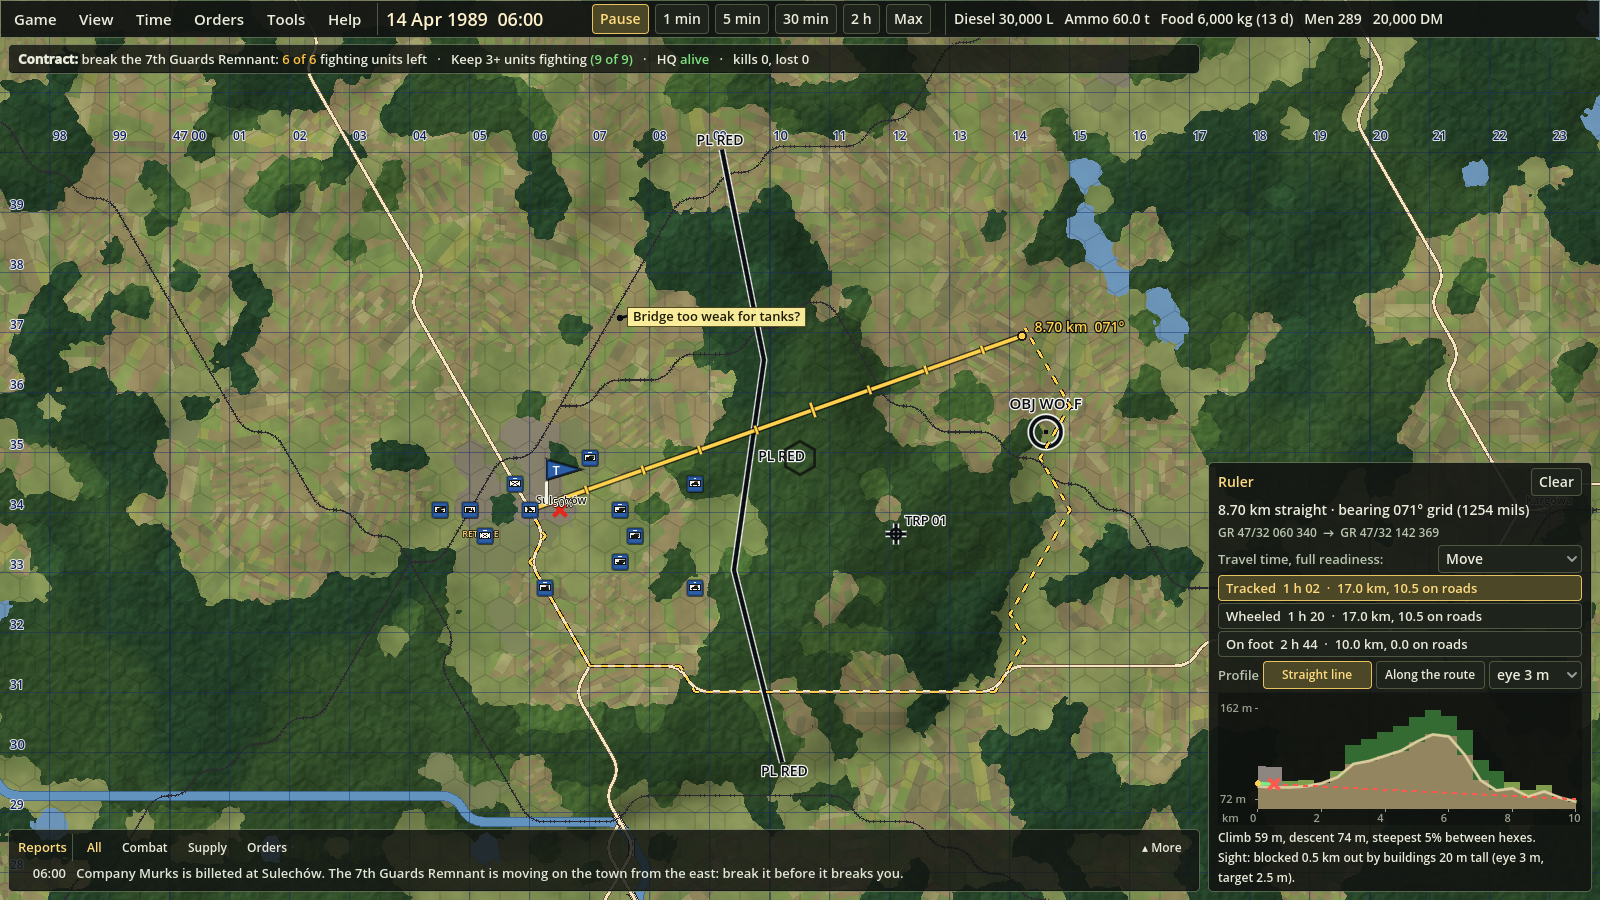 Game View Time Orders Tools Help 14 Apr 1989 06:00 Pause 1 min 5 min 30 min 2 h Max Diesel 30,000 L Ammo 60.0 t Food 6,000 kg (13 d) Men 289 20,000 DM
Contract: break the 7th Guards Remnant: 6 of 6 fighting units left · Keep 3+ units fighting (9 of 9) · HQ alive · kills 0, lost 0
98 99 47 00 01 02 03 04 05 06 07 08 09 10 11 12 13 14 15 16 17 18 19 20 21 22 23
PL RED
39
38
37
36
35
34
33
32
31
30
29
28
Bridge too weak for tanks?
8.70 km 071°
OBJ WOLF
PL RED
T
Sulechów
50%
TRP 01
PL RED
Ruler Clear
8.70 km straight · bearing 071° grid (1254 mils)
GR 47/32 060 340 → GR 47/32 142 369
Travel time, full readiness: Move
Tracked 1 h 02 · 17.0 km, 10.5 on roads
Wheeled 1 h 20 · 17.0 km, 10.5 on roads
On foot 2 h 44 · 10.0 km, 0.0 on roads
Profile Straight line Along the route eye 3 m
162 m
72 m
km 0 2 4 6 8 10
Climb 59 m, descent 74 m, steepest 5% between hexes.
Sight: blocked 0.5 km out by buildings 20 m tall (eye 3 m,
target 2.5 m).
Reports All Combat Supply Orders ▴ More
06:00 Company Murks is billeted at Sulechów. The 7th Guards Remnant is moving on the town from the east: break it before it breaks you.